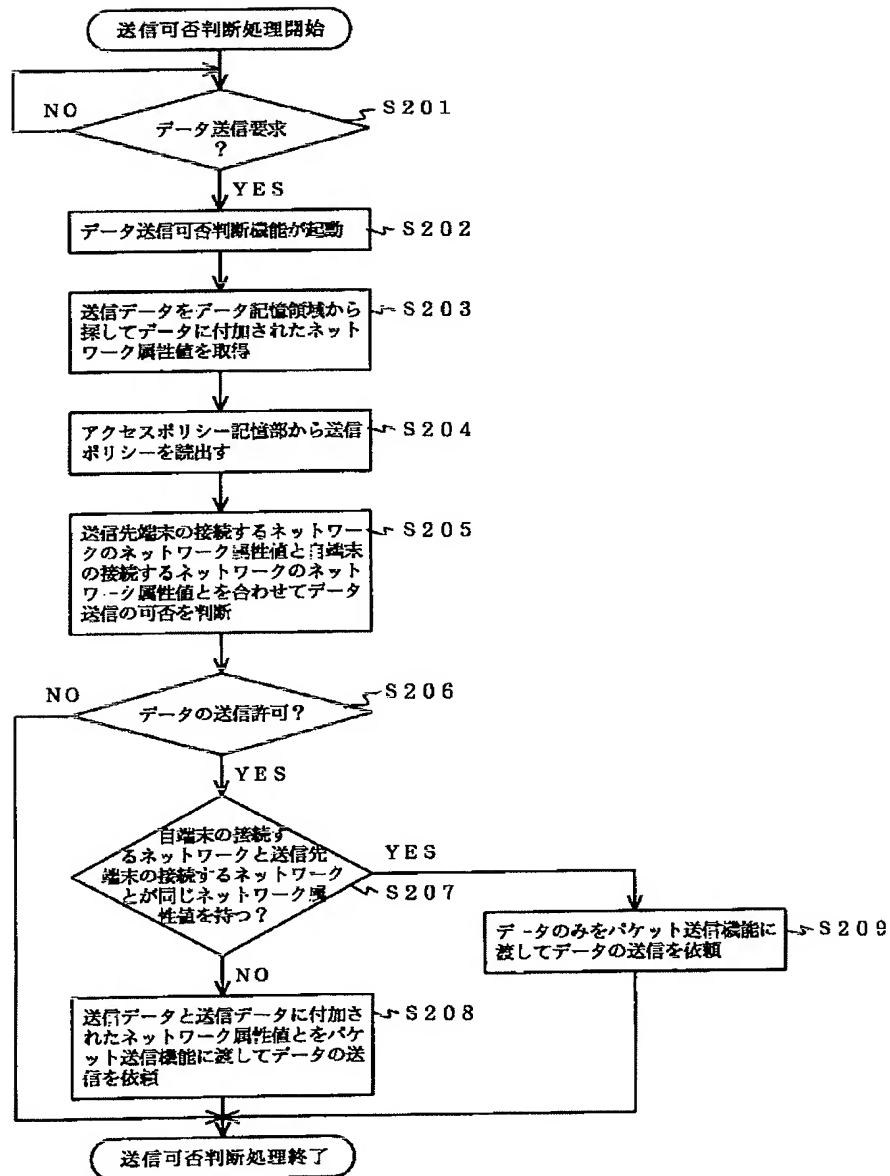 送信可否判断処理開始
NO
S201
データ送信要求
?
YES
データ送信可否判断機能が起動
S202
送信データをデータ記憶領域から
探してデータに付加されたネット
ワーク属性値を取得
S203
アクセスポリシー記憶部から送信
ポリシーを読出す
S204
送信先端末の接続するネットワー
クのネットワーク属性値と自端末
の接続するネットワークのネット
ワーク属性値とを合わせてデータ
送信の可否を判断
S205
NO
S206
データの送信許可?
YES
自端末の接続す
るネットワークと送信先
端末の接続するネットワーク
とが同じネットワーク属
性値を持つ?
YES
S207
データのみをパケット送信機能に
渡してデータの送信を依頼
S209
NO
送信データと送信データに付加さ
れたネットワーク属性値とをパケ
ット送信機能に渡してデータの送
信を依頼
S208
送信可否判断処理終了